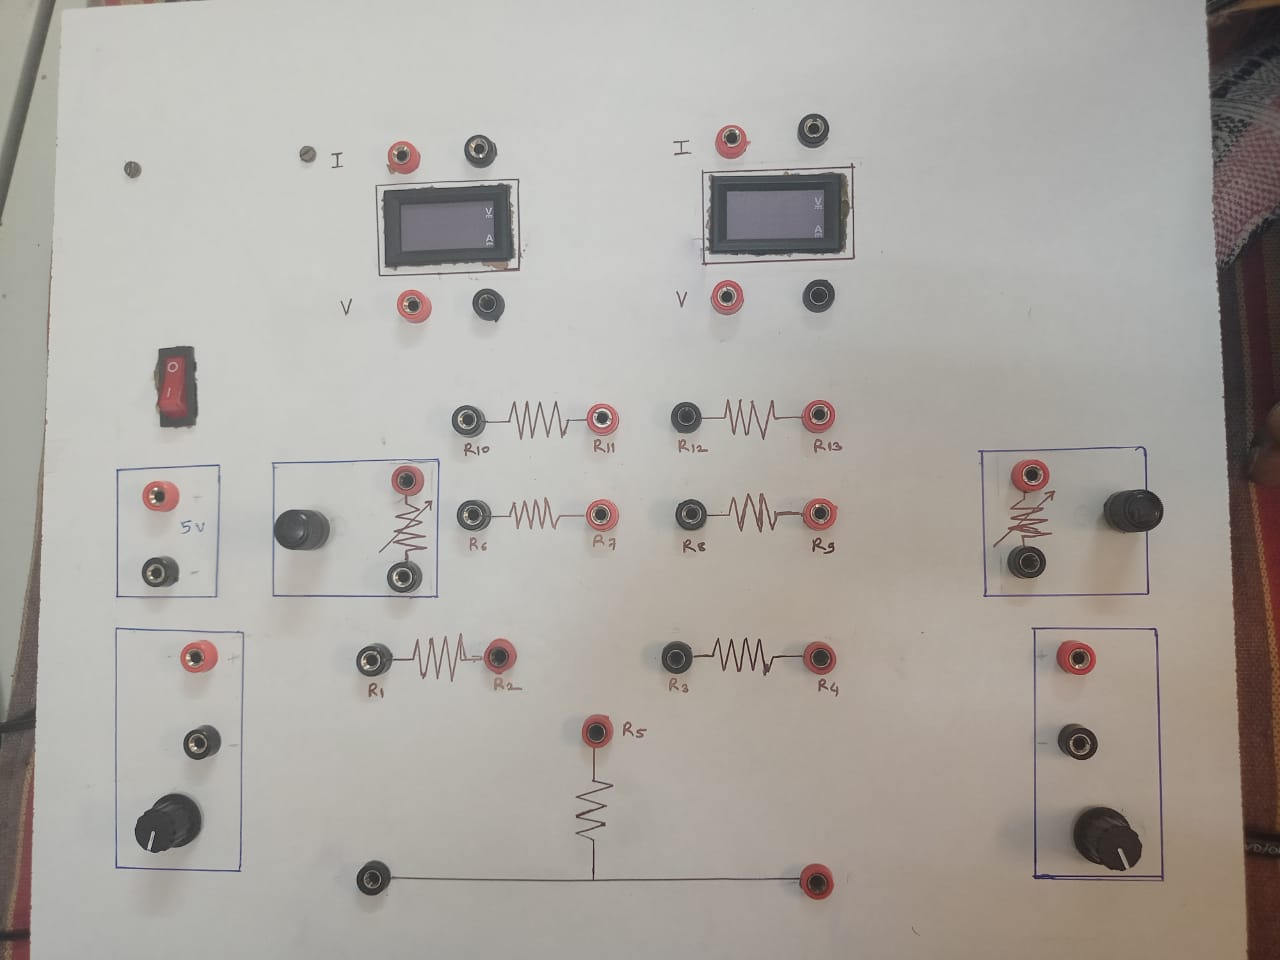 I
I
V
A
V
A
V
V
O
I
R10
R11
R12
R13
+
5V
-
R6
R7
R8
R9
+
-
R1
R2
R3
R4
+
-
R5